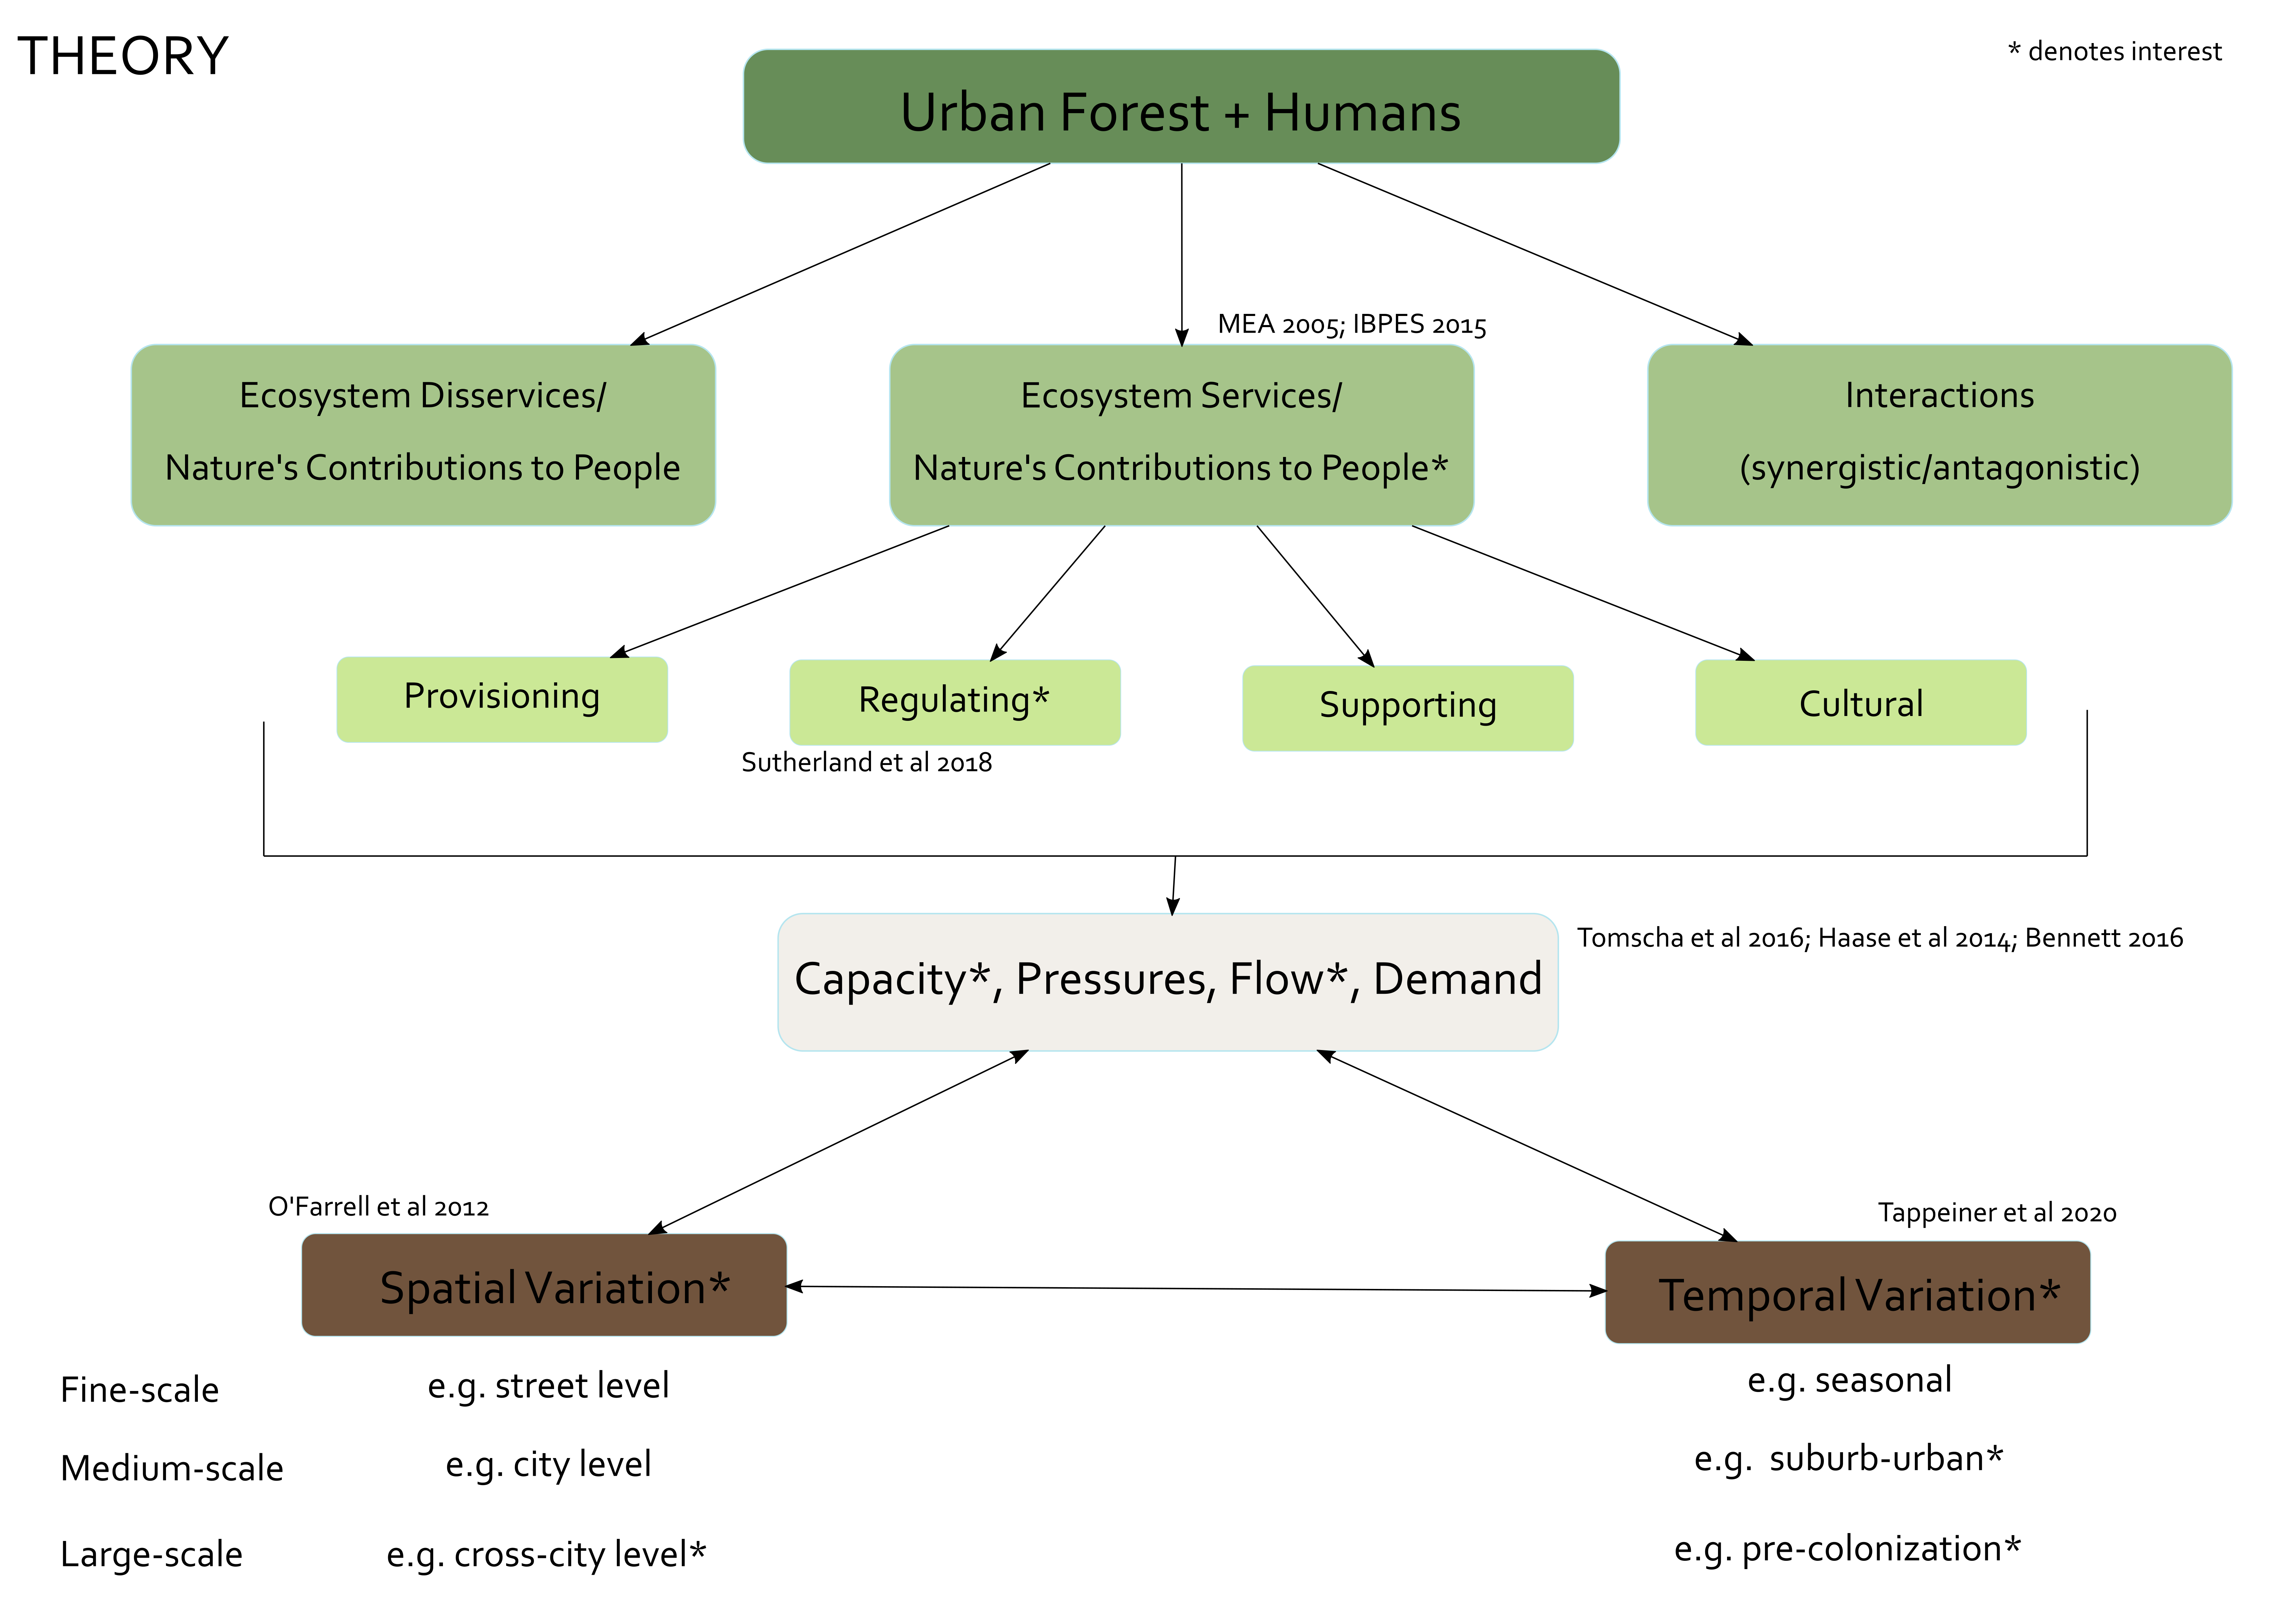 THEORY
* denotes interest
Urban Forest + Humans
MEA 2005; IBPES 2015
Ecosystem Disservices/
Nature's Contributions to People
Ecosystem Services/
Nature's Contributions to People*
Interactions
(synergistic/antagonistic)
Provisioning
Regulating*
Supporting
Cultural
Sutherland et al 2018
Tomscha et al 2016; Haase et al 2014; Bennett 2016
Capacity*, Pressures, Flow*, Demand
O'Farrell et al 2012
Tappeiner et al 2020
Spatial Variation*
Temporal Variation*
Fine-scale
e.g. street level
e.g. seasonal
Medium-scale
e.g. city level
e.g. suburb-urban*
Large-scale
e.g. cross-city level*
e.g. pre-colonization*